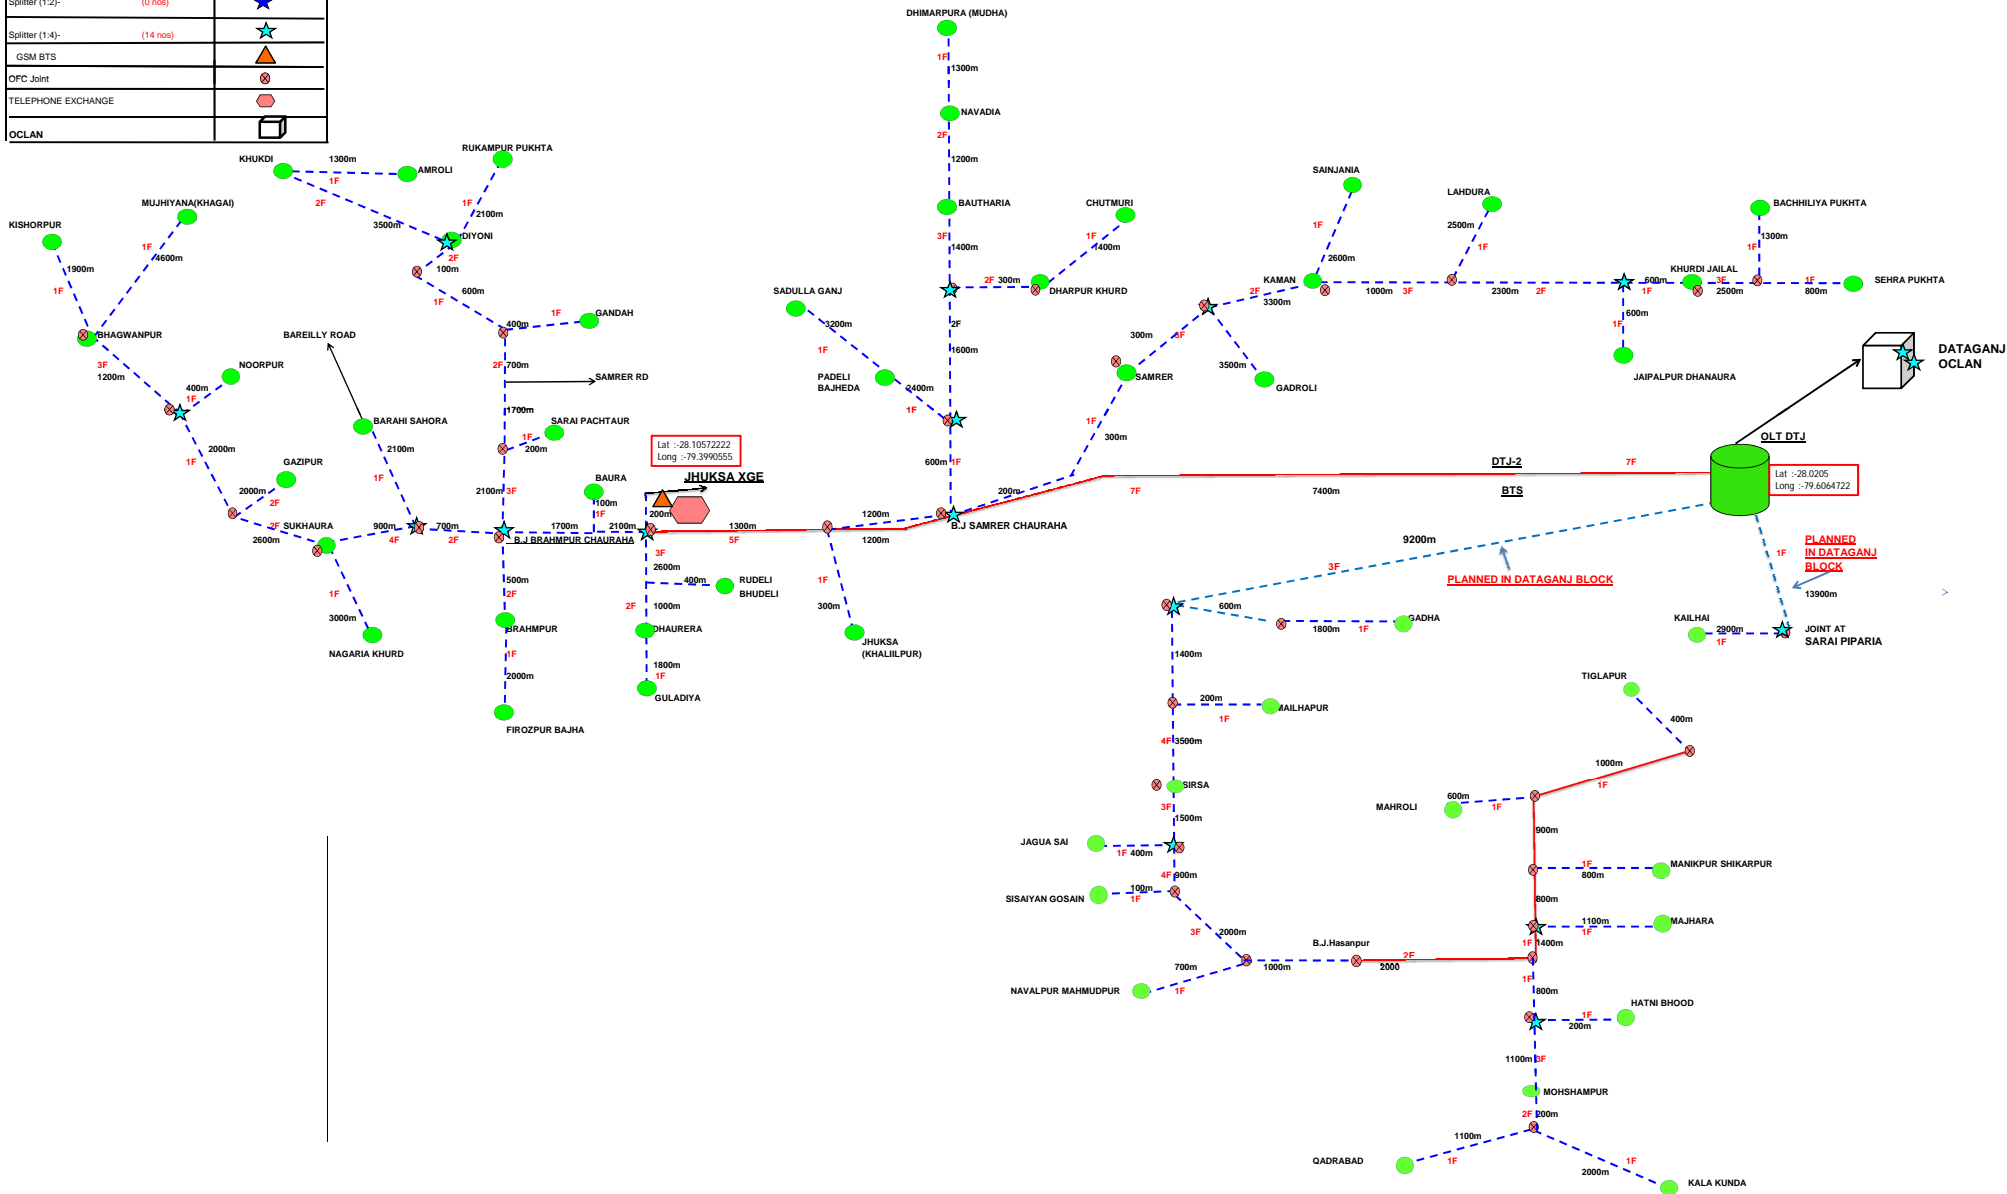 Splitter (1:2)- (0 nos)
Splitter (1:4)- (14 nos)
GSM BTS
OFC Joint
TELEPHONE EXCHANGE
OCLAN
DHIMARPURA (MUDHA)
1F
1300m
NAVADIA
2F
1200m
BAUTHARIA
3F
1400m
CHUTMURI
1F
1400m
2F 300m
DHARPUR KHURD
2F
1600m
SADULLA GANJ
3200m
1F
PADELI
BAJHEDA
2400m
1F
600m 1F
B.J SAMRER CHAURAHA
KHUKDI
1300m
1F
AMROLI
2F
3500m
RUKAMPUR PUKHTA
1F
2100m
DIYONI
2F
100m
600m
1F
400m
1F
GANDAH
2F 700m
SAMRER RD
1700m
SARAI PACHTAUR
1F
200m
2100m 3F
MUJHIYANA(KHAGAI)
1F
4600m
KISHORPUR
1900m
1F
BHAGWANPUR
3F
1200m
NOORPUR
400m
1F
2000m
1F
GAZIPUR
2000m
2F
2F
2600m
SUKHAURA
BAREILLY ROAD
BARAHI SAHORA
2100m
1F
900m
4F
700m
2F
1F
3000m
NAGARIA KHURD
B.J BRAHMPUR CHAURAHA
1700m
BAURA
100m
1F
2100m
500m
2F
BRAHMPUR
1F
2000m
FIROZPUR BAJHA
Lat :-28.10572222
Long :-79.3990555
JHUKSA XGE
200m
1300m
5F
3F
2600m
400m
RUDELI
BHUDELI
2F
1000m
DHAURERA
1800m
1F
GULADIYA
1200m
1200m
1F
300m
JHUKSA
(KHALIILPUR)
200m
300m
1F
SAMRER
300m
3F
3500m
GADROLI
2F
3300m
KAMAN
SAINJANIA
1F
2600m
1000m
3F
LAHDURA
2500m
1F
2300m
2F
600m
1F
KHURDI JAILAL
1F
600m
JAIPALPUR DHANAURA
3F
2500m
BACHHILIYA PUKHTA
1300m
1F
1F
800m
SEHRA PUKHTA
DATAGANJ
OCLAN
OLT DTJ
Lat :-28.0205
Long :-79.6064722
DTJ-2
7F
BTS
7F
7400m
9200m
3F
PLANNED IN DATAGANJ BLOCK
1F
PLANNED
IN DATAGANJ
BLOCK
13900m
>
KAILHAI
2900m
1F
JOINT AT
SARAI PIPARIA
600m
1800m
1F
GADHA
1400m
200m
1F
MAILHAPUR
4F 3500m
SIRSA
3F
1500m
JAGUA SAI
1F 400m
4F 900m
SISAIYAN GOSAIN
100m
1F
3F
2000m
NAVALPUR MAHMUDPUR
700m
1F
1000m
B.J.Hasanpur
2F
2000
TIGLAPUR
400m
1000m
1F
MAHROLI
600m
1F
900m
1F
800m
MANIKPUR SHIKARPUR
800m
1100m
1F
MAJHARA
1F 1400m
1F
800m
HATNI BHOOD
1F
200m
1100m 3F
MOHSHAMPUR
2F 200m
1100m
1F
QADRABAD
1F
2000m
KALA KUNDA